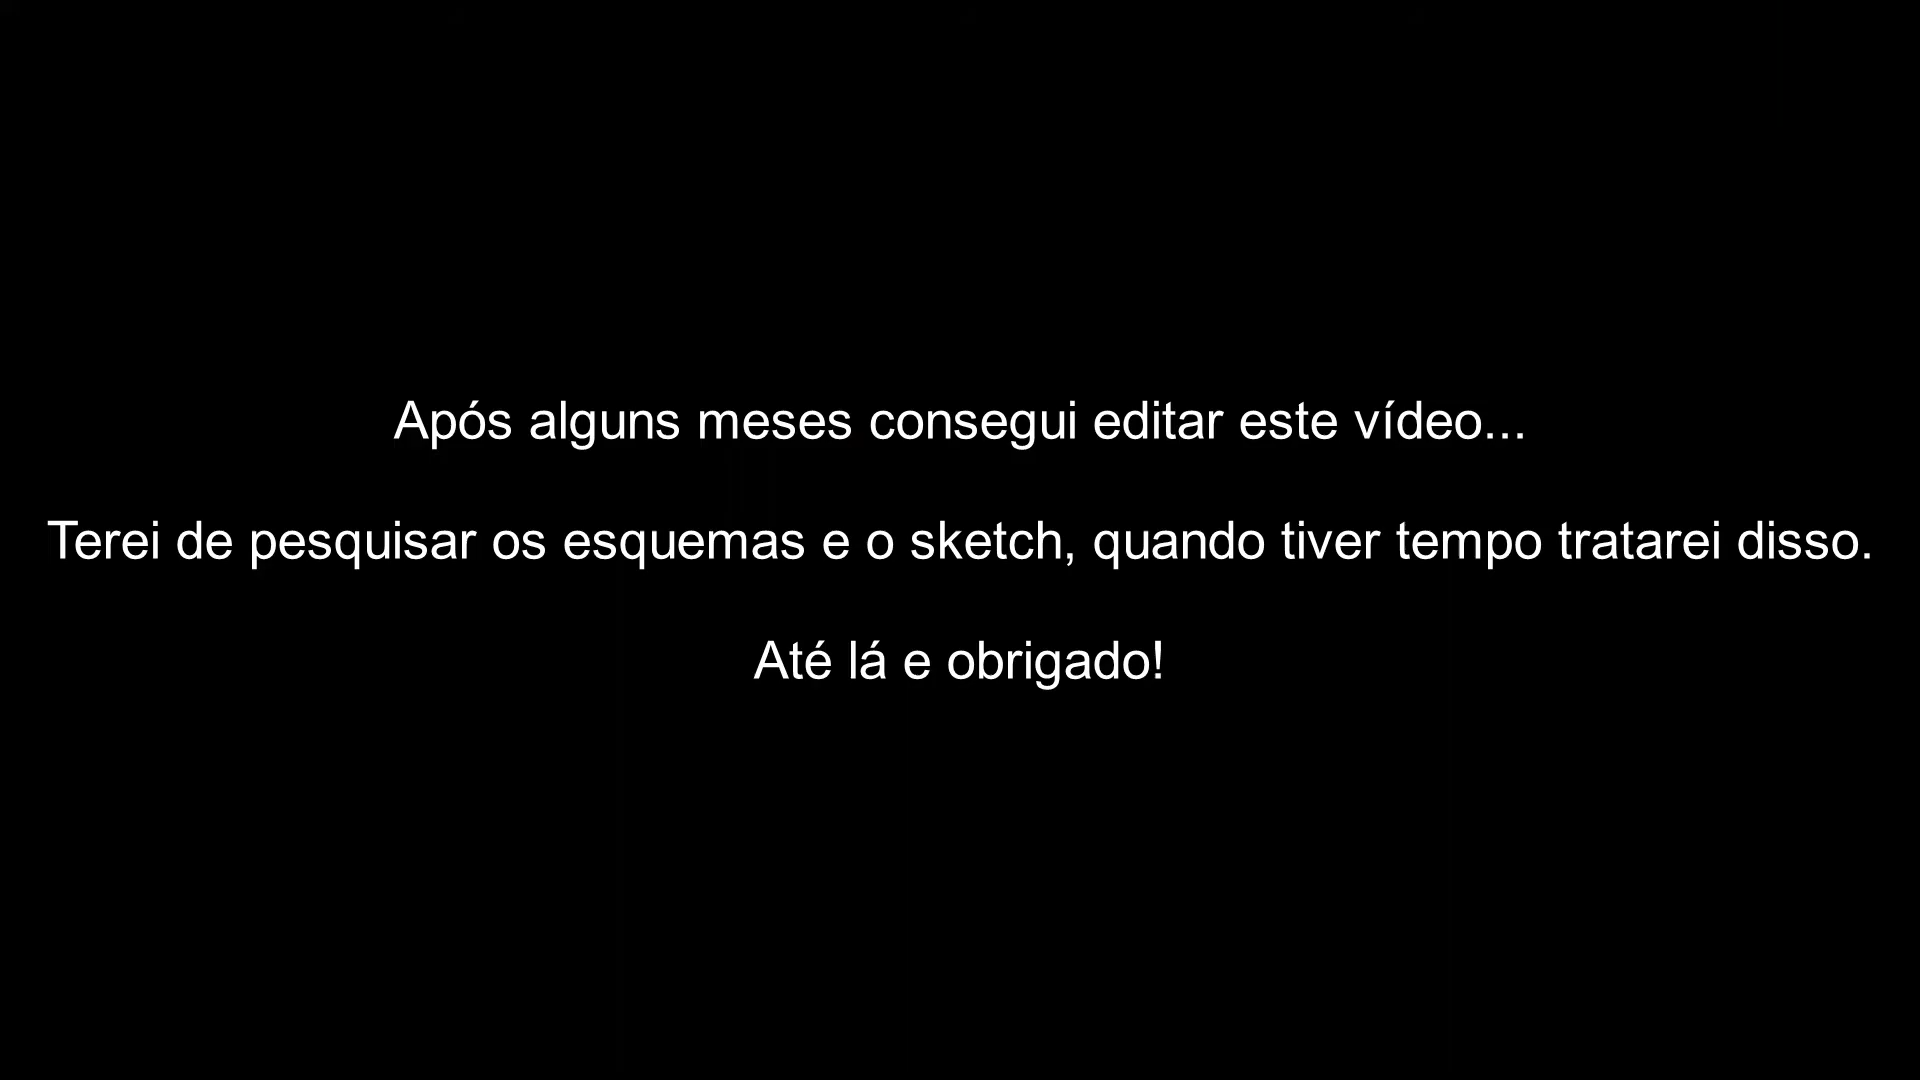 Após alguns meses consegui editar este vídeo...
Terei de pesquisar os esquemas e o sketch, quando tiver tempo tratarei disso.
Até lá e obrigado!